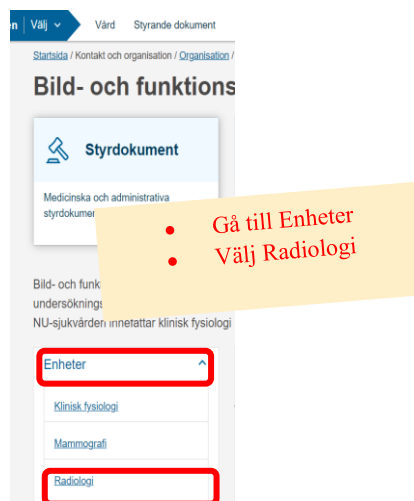 en Välj Vård Styrande dokument
Startsida / Kontakt och organisation / Organisation /
Bild- och funktions
Styrdokument
Medicinska och administrativa
styrdokumen
• Gå till Enheter
• Välj Radiologi
Bild- och funk
undersöknings
NU-sjukvården innefattar klinisk fysiologi
Enheter
Klinisk fysiologi
Mammografi
Radiologi